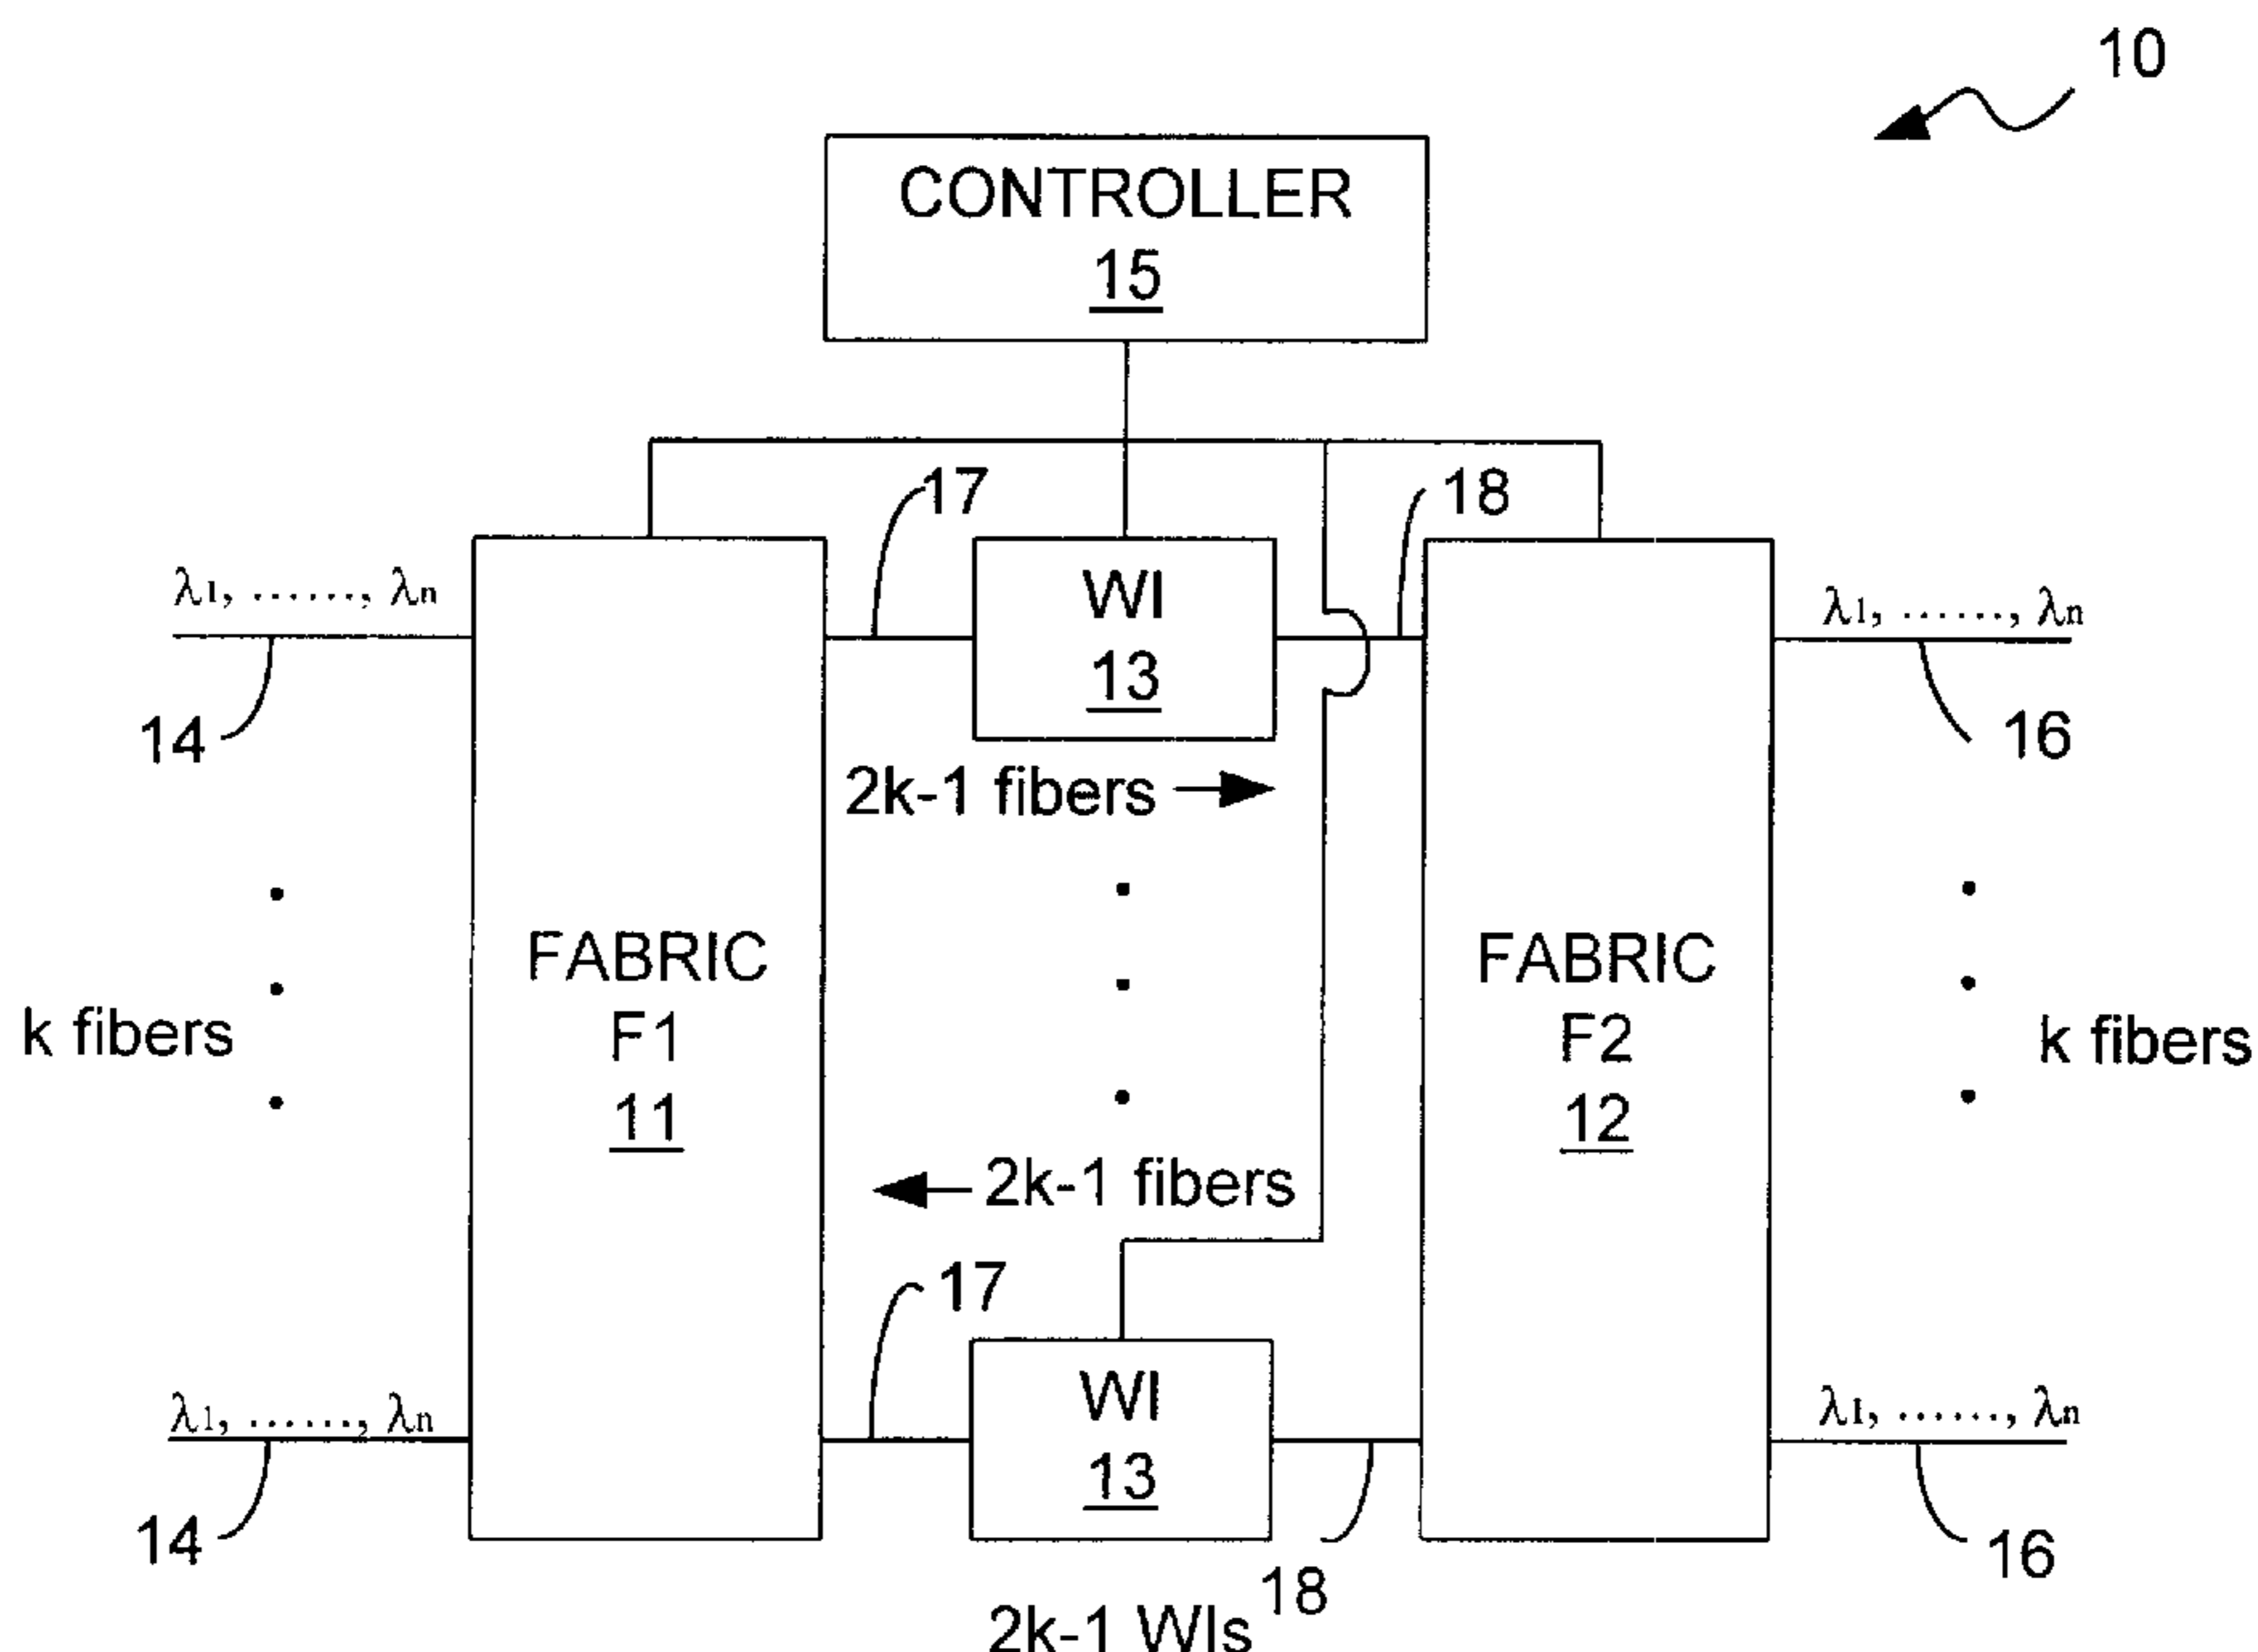 10
CONTROLLER
15
17
18
λ1, ......, λn
WI
13
λ1, ......, λn
14
16
2k-1 fibers
FABRIC
F1
11
FABRIC
F2
12
k fibers
k fibers
2k-1 fibers
17
λ1, ......, λn
WI
13
λ1, ......, λn
14
16
18
2k-1 WIs